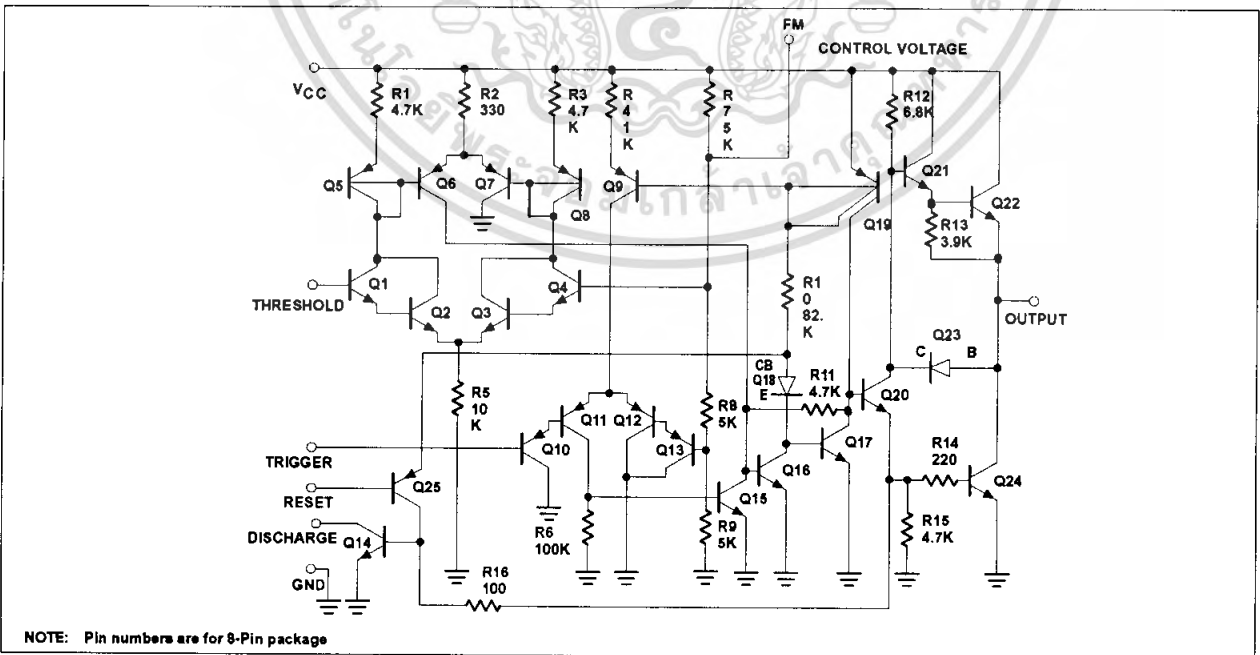 FM
CONTROL VOLTAGE
VCC
R1
4.7K
R2
330
R3
4.7
K
R
4
1
K
R
7
5
K
R12
6.8K
Q5
Q6
Q7
Q8
Q9
Q19
Q21
Q22
R13
3.9K
THRESHOLD
Q1
Q2
Q3
Q4
R1
0
82.
K
OUTPUT
Q23
C
B
CB
Q18
E
R11
4.7K
Q20
R5
10
K
R8
5K
Q10
Q11
Q12
Q13
Q17
Q16
R14
220
TRIGGER
RESET
Q25
Q15
Q24
DISCHARGE
Q14
R6
100K
R9
5K
R15
4.7K
GND
R16
100
NOTE: Pin numbers are for 8-Pin package